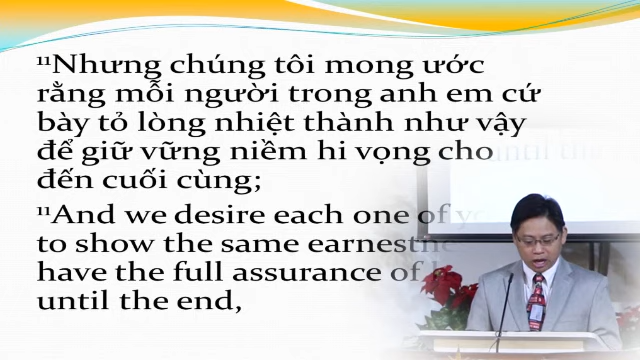 ¹¹Nhưng chúng tôi mong ước
rằng mỗi người trong anh em cứ
bày tỏ lòng nhiệt thành như vậy
để giữ vững niềm hi vọng cho
đến cuối cùng;
¹¹And we desire each one of
to show the same
have the full assurance of
until the end,
until